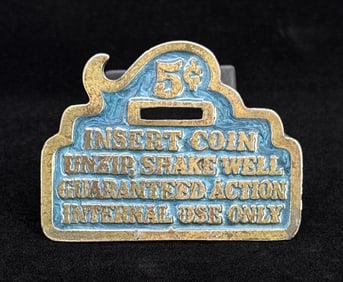 5¢
INSERT COIN
UNZIP, SHAKE WELL
GUARANTEED ACTION
INTERNAL USE ONLY